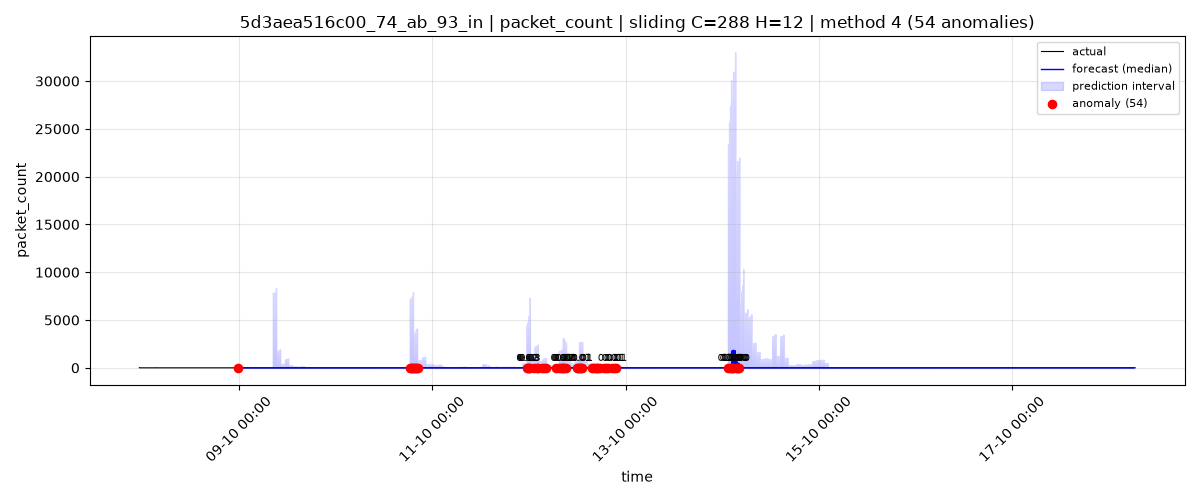 5d3aea516c00_74_ab_93_in | packet_count | sliding C=288 H=12 | method 4 (54 anomalies)
actual
forecast (median)
prediction interval
anomaly (54)
packet_count
30000
25000
20000
15000
10000
5000
0
09-10 00:00
11-10 00:00
13-10 00:00
15-10 00:00
17-10 00:00
time